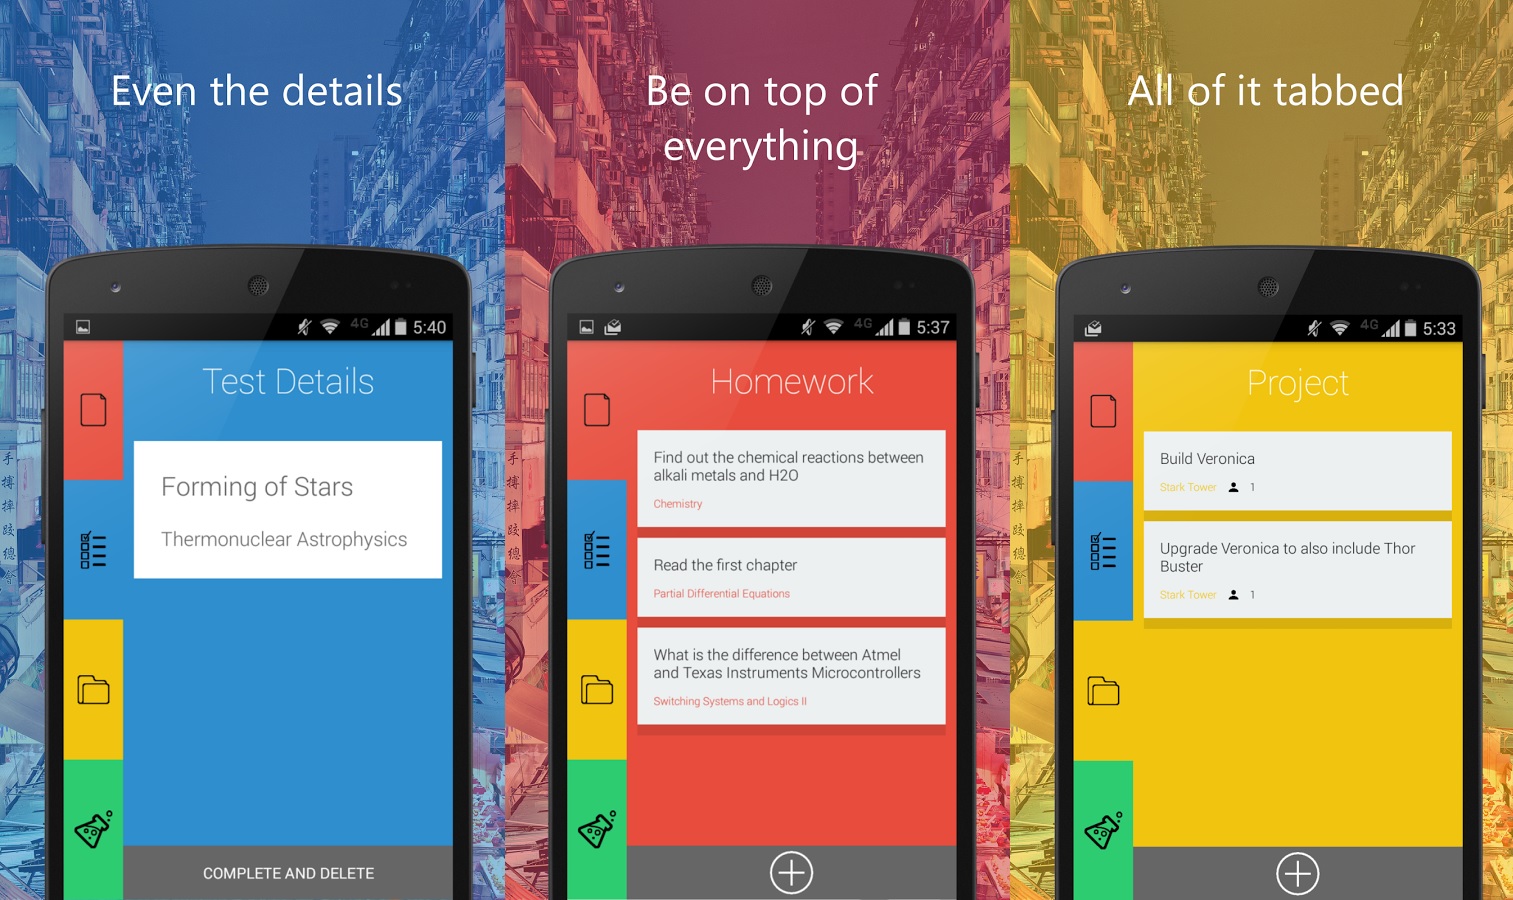 Even the details
4G 5:40
Test Details
Forming of Stars
Thermonuclear Astrophysics
COMPLETE AND DELETE
Be on top of
everything
4G 5:37
Homework
Find out the chemical reactions between
alkali metals and H2O
Chemistry
Read the first chapter
Partial Differential Equations
What is the difference between Atmel
and Texas Instruments Microcontrollers
Switching Systems and Logics II
All of it tabbed
4G 5:33
Project
Build Veronica
Stark Tower 1
Upgrade Veronica to also include Thor
Buster
Stark Tower 1